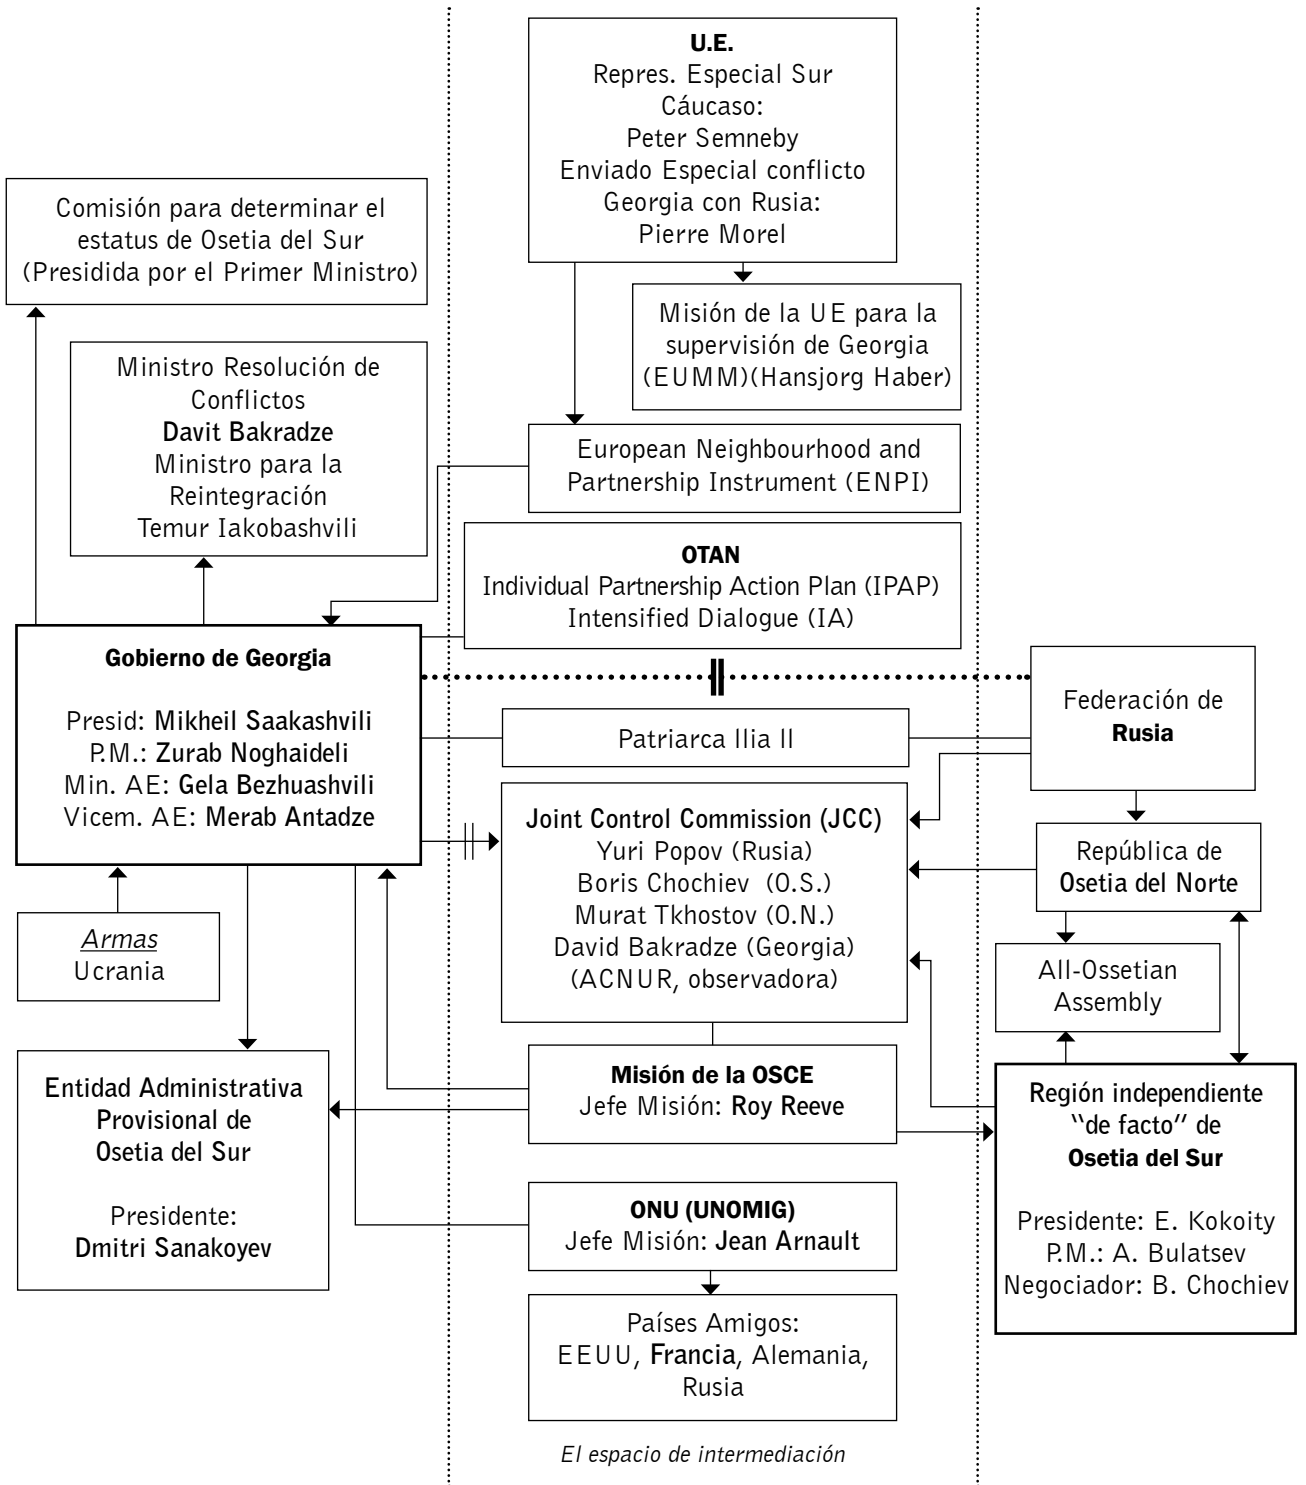 U.E.
Repres. Especial Sur
Cáucaso:
Peter Semneby
Enviado Especial conflicto
Georgia con Rusia:
Pierre Morel
Comisión para determinar el
estatus de Osetia del Sur
(Presidida por el Primer Ministro)
Misión de la UE para la
supervisión de Georgia
(EUMM)(Hansjorg Haber)
Ministro Resolución de
Conflictos
Davit Bakradze
Ministro para la
Reintegración
Temur Iakobashvili
European Neighbourhood and
Partnership Instrument (ENPI)
OTAN
Individual Partnership Action Plan (IPAP)
Intensified Dialogue (IA)
Gobierno de Georgia
Presid: Mikheil Saakashvili
P.M.: Zurab Noghaideli
Min. AE: Gela Bezhuashvili
Vicem. AE: Merab Antadze
Federación de
Rusia
Patriarca Ilia II
Joint Control Commission (JCC)
Yuri Popov (Rusia)
Boris Chochiev (O.S.)
Murat Tkhostov (O.N.)
David Bakradze (Georgia)
(ACNUR, observadora)
República de
Osetia del Norte
Armas
Ucrania
All-Ossetian
Assembly
Entidad Administrativa
Provisional de
Osetia del Sur
Presidente:
Dmitri Sanakoyev
Misión de la OSCE
Jefe Misión: Roy Reeve
Región independiente
“de facto” de
Osetia del Sur
Presidente: E. Kokoity
P.M.: A. Bulatsev
Negociador: B. Chochiev
ONU (UNOMIG)
Jefe Misión: Jean Arnault
Países Amigos:
EEUU, Francia, Alemania,
Rusia
El espacio de intermediación